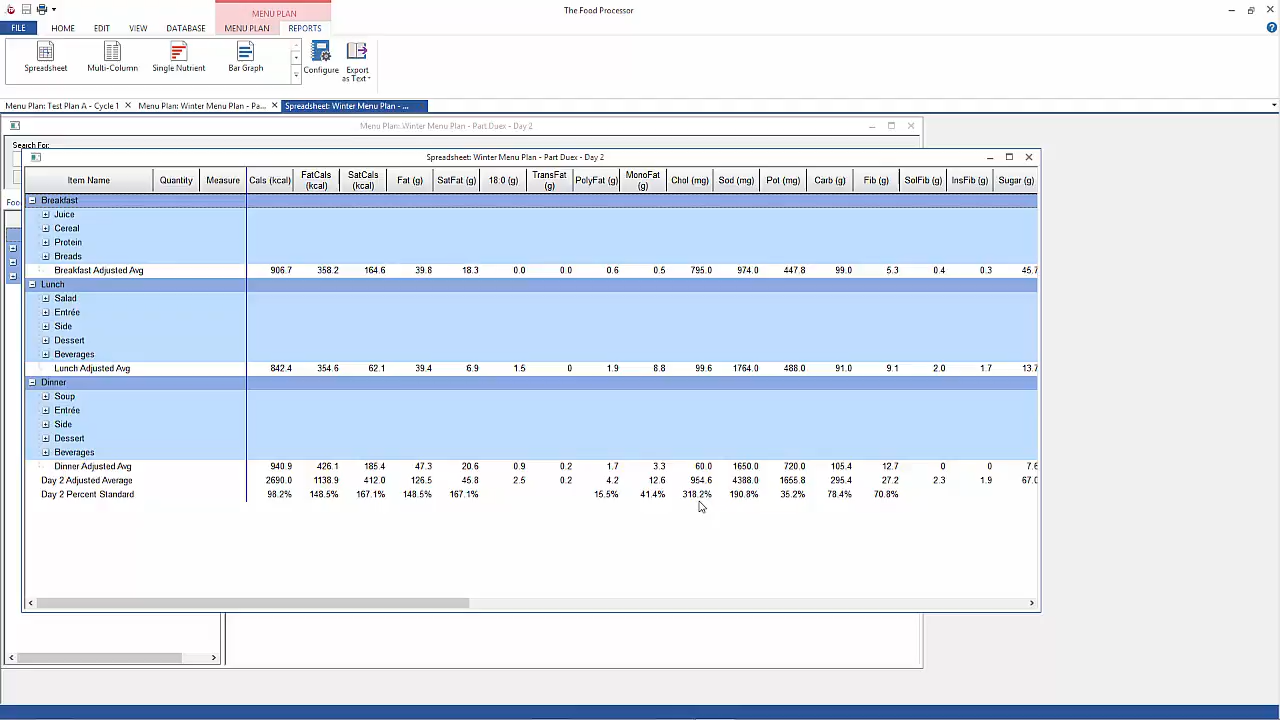 MENU PLAN
The Food Processor
FILE HOME EDIT VIEW DATABASE MENU PLAN REPORTS
Spreadsheet Multi-Column Single Nutrient Bar Graph Configure Export as Text
Menu Plan: Test Plan A - Cycle 1 Menu Plan: Winter Menu Plan - Pa... Spreadsheet: Winter Menu Plan - ...
Menu Plan: Winter Menu Plan - Part Duex - Day 2
Search For:
Spreadsheet: Winter Menu Plan - Part Duex - Day 2
Item Name Quantity Measure Cals (kcal) FatCals (kcal) SatCals (kcal) Fat (g) SatFat (g) 18:0 (g) TransFat (g) PolyFat (g) MonoFat (g) Chol (mg) Sod (mg) Pot (mg) Carb (g) Fib (g) SolFib (g) InsFib (g) Sugar (g)
Foo
Breakfast
Juice
Cereal
Protein
Breads
Breakfast Adjusted Avg 906.7 358.2 164.6 39.8 18.3 0.0 0.0 0.6 0.5 795.0 974.0 447.8 99.0 5.3 0.4 0.3 45.7
Lunch
Salad
Entrée
Side
Dessert
Beverages
Lunch Adjusted Avg 842.4 354.6 62.1 39.4 6.9 1.5 0 1.9 8.8 99.6 1764.0 488.0 91.0 9.1 2.0 1.7 13.7
Dinner
Soup
Entrée
Side
Dessert
Beverages
Dinner Adjusted Avg 940.9 426.1 185.4 47.3 20.6 0.9 0.2 1.7 3.3 60.0 1650.0 720.0 105.4 12.7 0 0 7.6
Day 2 Adjusted Average 2690.0 1138.9 412.0 126.5 45.8 2.5 0.2 4.2 12.6 954.6 4388.0 1655.8 295.4 27.2 2.3 1.9 67.0
Day 2 Percent Standard 98.2% 148.5% 167.1% 148.5% 167.1% 15.5% 41.4% 318.2% 190.8% 35.2% 78.4% 70.8%